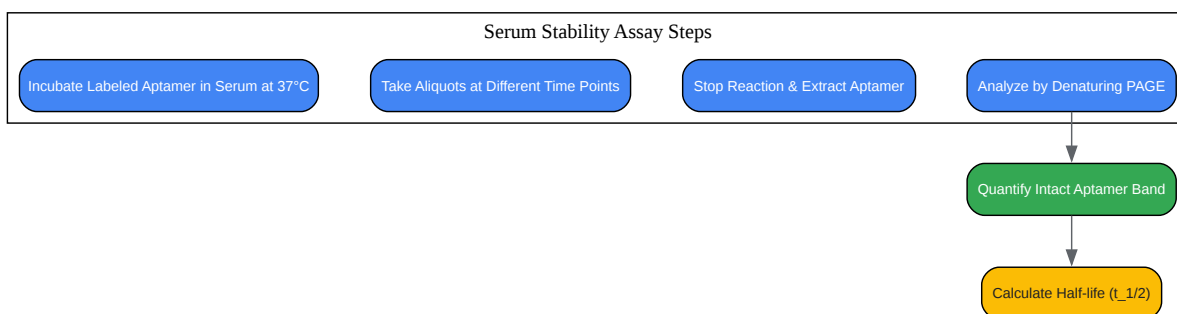 Serum Stability Assay Steps
Incubate Labeled Aptamer in Serum at 37°C
Take Aliquots at Different Time Points
Stop Reaction & Extract Aptamer
Analyze by Denaturing PAGE
Quantify Intact Aptamer Band
Calculate Half-life (t_1/2)